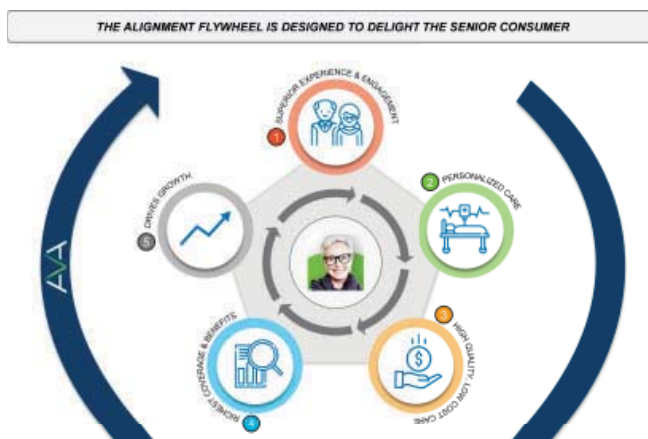 THE ALIGNMENT FLYWHEEL IS DESIGNED TO DELIGHT THE SENIOR CONSUMER
1 SUPERIOR EXPERIENCE & ENGAGEMENT
2 PERSONALIZED CARE
3 HIGH QUALITY, LOW COST CARE
$
4 RICHEST COVERAGE & BENEFITS
5 DRIVES GROWTH
AVA